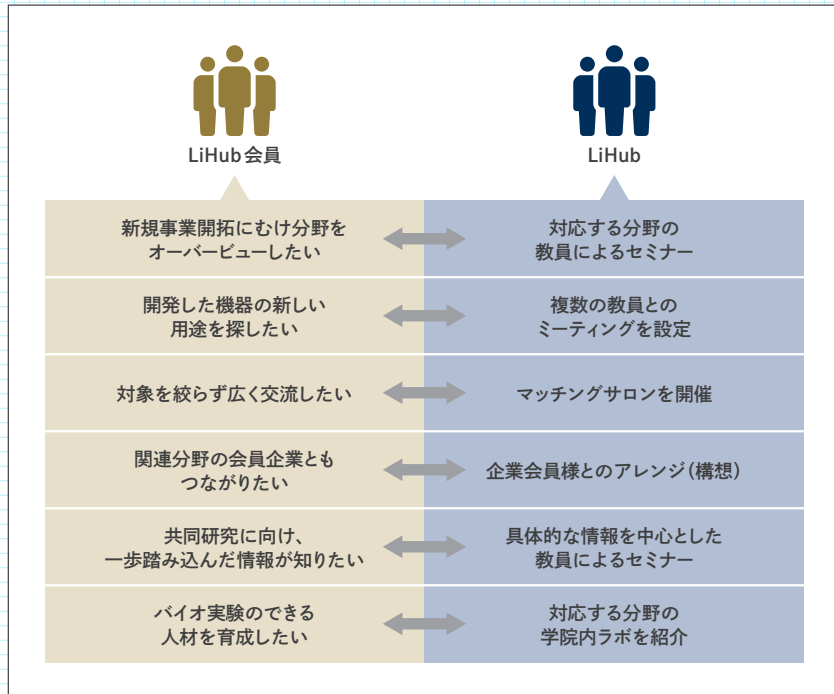 LiHub会員
LiHub
新規事業開拓にむけ分野を
オーバービューしたい
対応する分野の
教員によるセミナー
開発した機器の新しい
用途を探したい
複数の教員との
ミーティングを設定
対象を絞らず広く交流したい
マッチングサロンを開催
関連分野の会員企業とも
つながりたい
企業会員様とのアレンジ(構想)
共同研究に向け、
一歩踏み込んだ情報が知りたい
具体的な情報を中心とした
教員によるセミナー
バイオ実験のできる
人材を育成したい
対応する分野の
学院内ラボを紹介